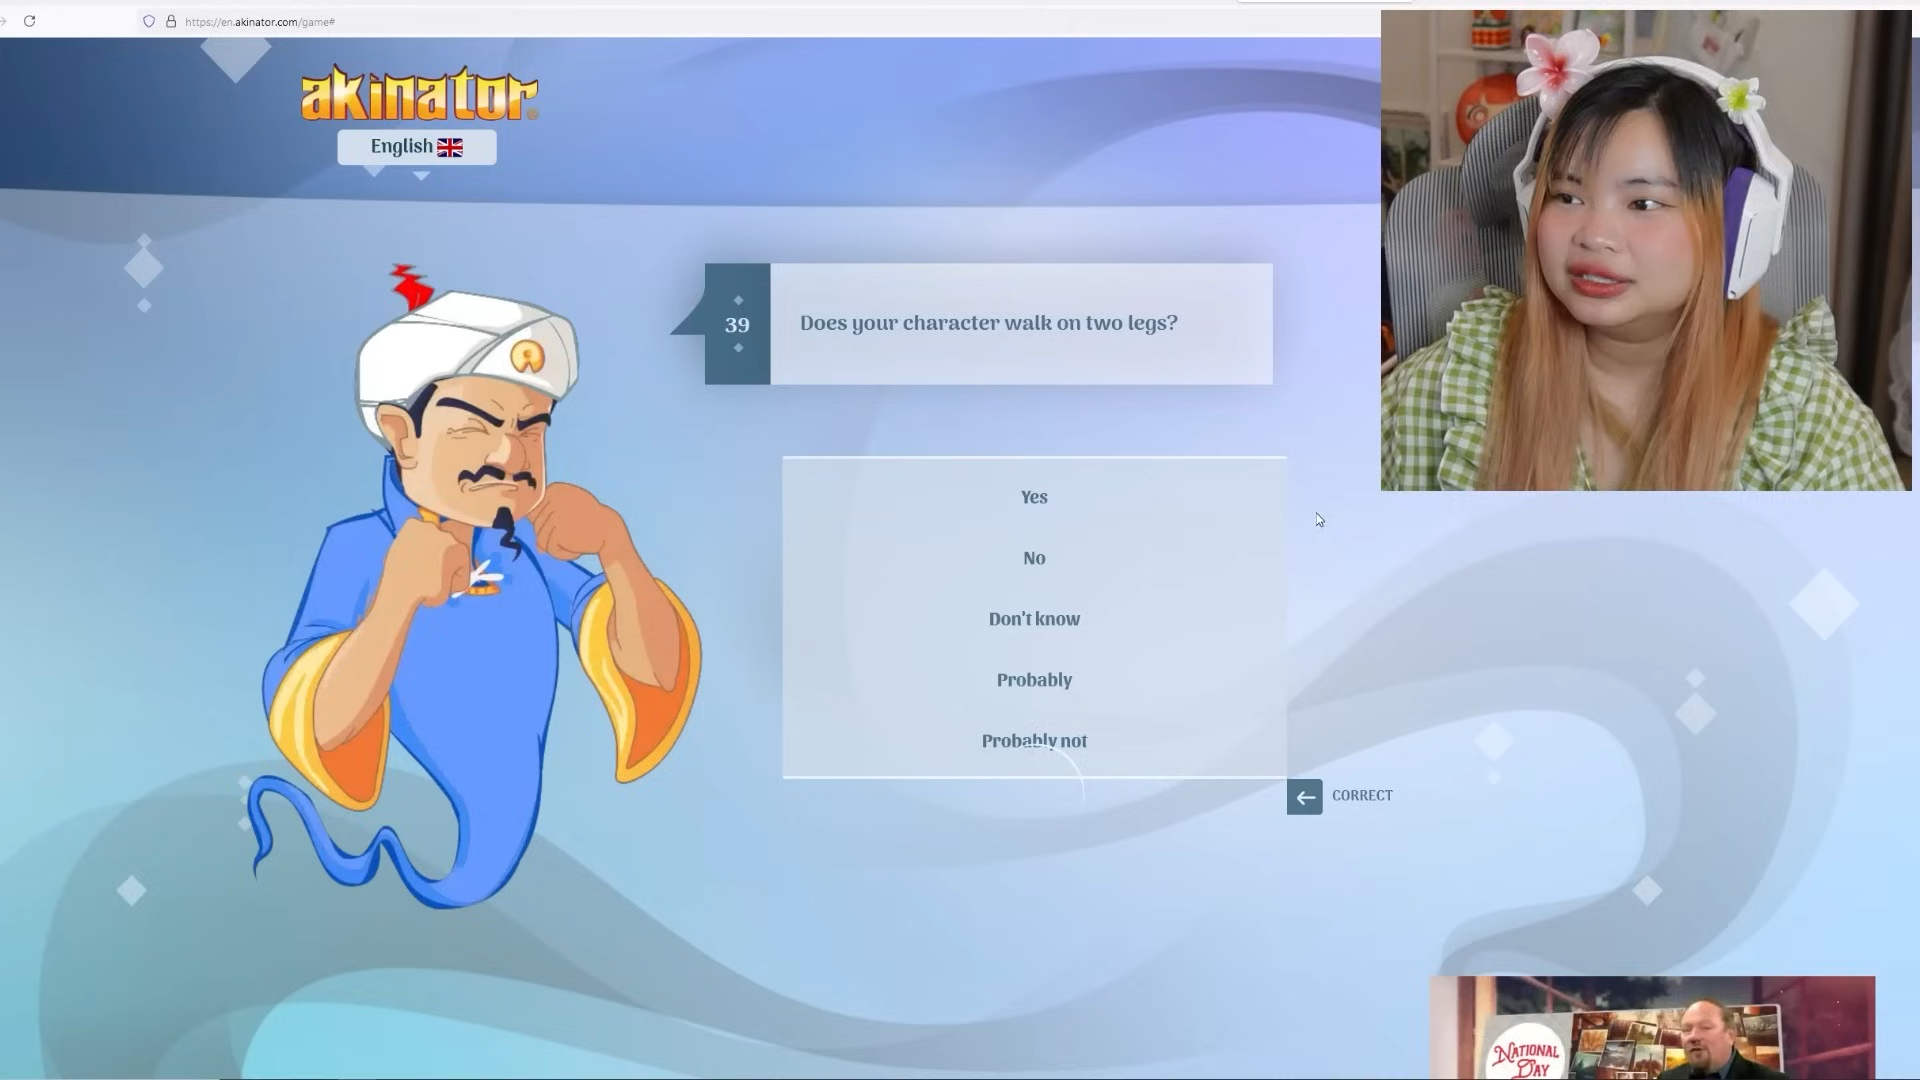 https://en.akinator.com/game#
akinator
English
39
Does your character walk on two legs?
Yes
No
Don't know
Probably
Probably not
CORRECT
NATIONAL
DAY